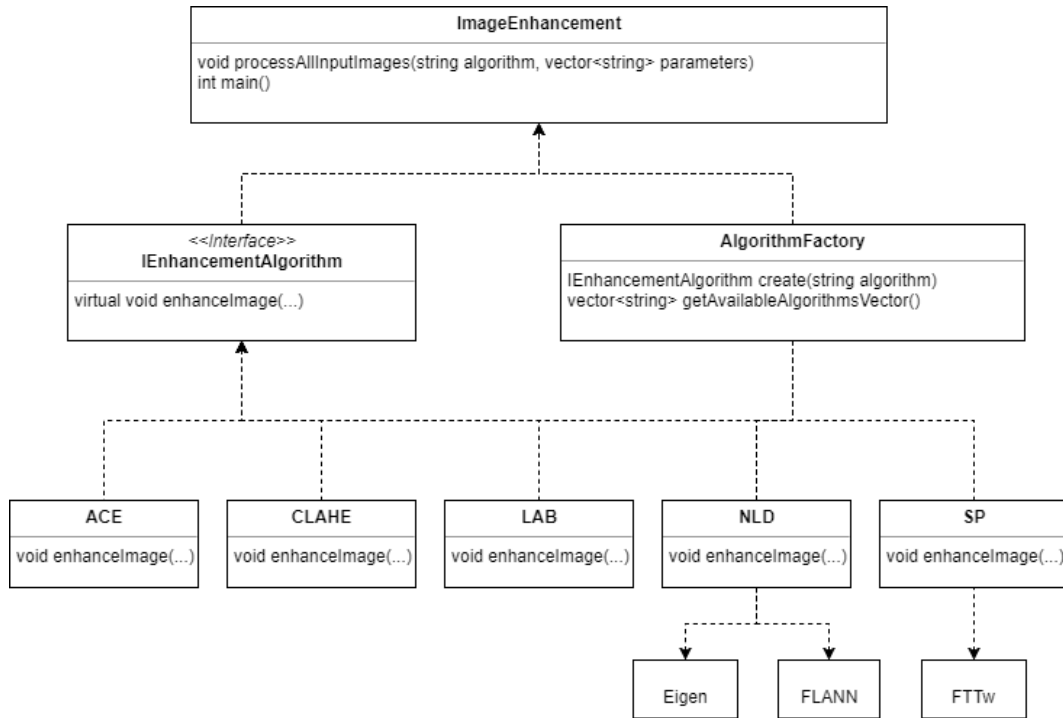 ImageEnhancement
void processAllInputImages(string algorithm, vector<string> parameters)
int main()
<<Interface>>
IEnhancementAlgorithm
virtual void enhanceImage(...)
AlgorithmFactory
IEnhancementAlgorithm create(string algorithm)
vector<string> getAvailableAlgorithmsVector()
ACE
void enhanceImage(...)
CLAHE
void enhanceImage(...)
LAB
void enhanceImage(...)
NLD
void enhanceImage(...)
SP
void enhanceImage(...)
Eigen
FLANN
FTTw